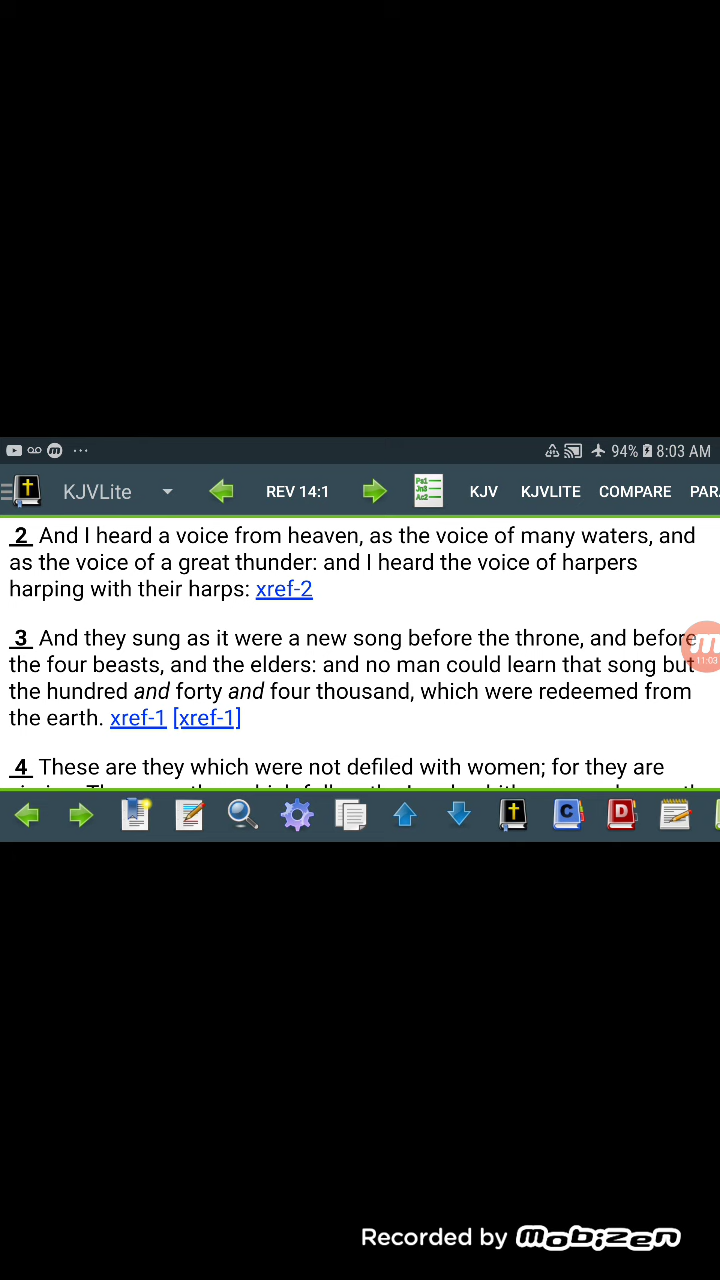 94% 8:03 AM
KJVLite REV 14:1 KJV KJVLITE COMPARE PAR
2 And I heard a voice from heaven, as the voice of many waters, and
as the voice of a great thunder: and I heard the voice of harpers
harping with their harps: xref-2
3 And they sung as it were a new song before the throne, and before
the four beasts, and the elders: and no man could learn that song but
11:03
the hundred and forty and four thousand, which were redeemed from
the earth. xref-1 [xref-1]
4 These are they which were not defiled with women; for they are
C D
Recorded by mobizen